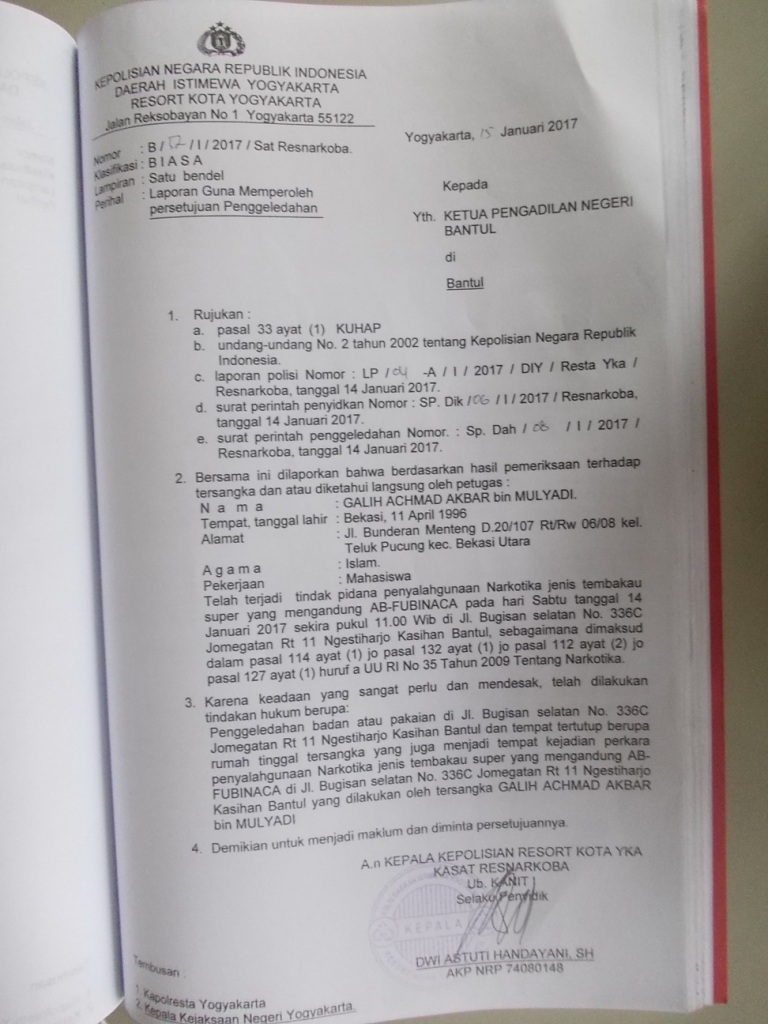 KEPOLISIAN NEGARA REPUBLIK INDONESIA
DAERAH ISTIMEWA YOGYAKARTA
RESORT KOTA YOGYAKARTA
Jalan Reksobayan No 1 Yogyakarta 55122
Yogyakarta, 15 Januari 2017
Nomor : B / 52 / I / 2017 / Sat Resnarkoba.
Klasifikasi : B I A S A
Lampiran : Satu bendel
Perihal : Laporan Guna Memperoleh
persetujuan Penggeledahan
Kepada
Yth. KETUA PENGADILAN NEGERI
BANTUL
di
Bantul
1. Rujukan :
a. pasal 33 ayat (1) KUHAP
b. undang-undang No. 2 tahun 2002 tentang Kepolisian Negara Republik
Indonesia.
c. laporan polisi Nomor : LP / 04 -A / I / 2017 / DIY / Resta Yka /
Resnarkoba, tanggal 14 Januari 2017.
d. surat perintah penyidkan Nomor : SP. Dik / 06 / I / 2017 / Resnarkoba,
tanggal 14 Januari 2017.
e. surat perintah penggeledahan Nomor. : Sp. Dah / 06 / I / 2017 /
Resnarkoba, tanggal 14 Januari 2017.
2. Bersama ini dilaporkan bahwa berdasarkan hasil pemeriksaan terhadap
tersangka dan atau diketahui langsung oleh petugas :
N a m a : GALIH ACHMAD AKBAR bin MULYADI.
Tempat, tanggal lahir : Bekasi, 11 April 1996
Alamat : Jl. Bunderan Menteng D.20/107 Rt/Rw 06/08 kel.
Teluk Pucung kec. Bekasi Utara
A g a m a : Islam.
Pekerjaan : Mahasiswa
Telah terjadi tindak pidana penyalahgunaan Narkotika jenis tembakau
super yang mengandung AB-FUBINACA pada hari Sabtu tanggal 14
Januari 2017 sekira pukul 11.00 Wib di Jl. Bugisan selatan No. 336C
Jomegatan Rt 11 Ngestiharjo Kasihan Bantul, sebagaimana dimaksud
dalam pasal 114 ayat (1) jo pasal 132 ayat (1) jo pasal 112 ayat (2) jo
pasal 127 ayat (1) huruf a UU RI No 35 Tahun 2009 Tentang Narkotika.
3. Karena keadaan yang sangat perlu dan mendesak, telah dilakukan
tindakan hukum berupa:
Penggeledahan badan atau pakaian di Jl. Bugisan selatan No. 336C
Jomegatan Rt 11 Ngestiharjo Kasihan Bantul dan tempat tertutup berupa
rumah tinggal tersangka yang juga menjadi tempat kejadian perkara
penyalahgunaan Narkotika jenis tembakau super yang mengandung AB-
FUBINACA di Jl. Bugisan selatan No. 336C Jomegatan Rt 11 Ngestiharjo
Kasihan Bantul yang dilakukan oleh tersangka GALIH ACHMAD AKBAR
bin MULYADI
4. Demikian untuk menjadi maklum dan diminta persetujuannya.
A.n KEPALA KEPOLISIAN RESORT KOTA YKA
KASAT RESNARKOBA
Ub. KANIT I
Selaku Penyidik
KEPALA
DWI ASTUTI HANDAYANI, SH
AKP NRP 74080148
Tembusan :
1. Kapolresta Yogyakarta
2. Kepala Kejaksaan Negeri Yogyakarta.